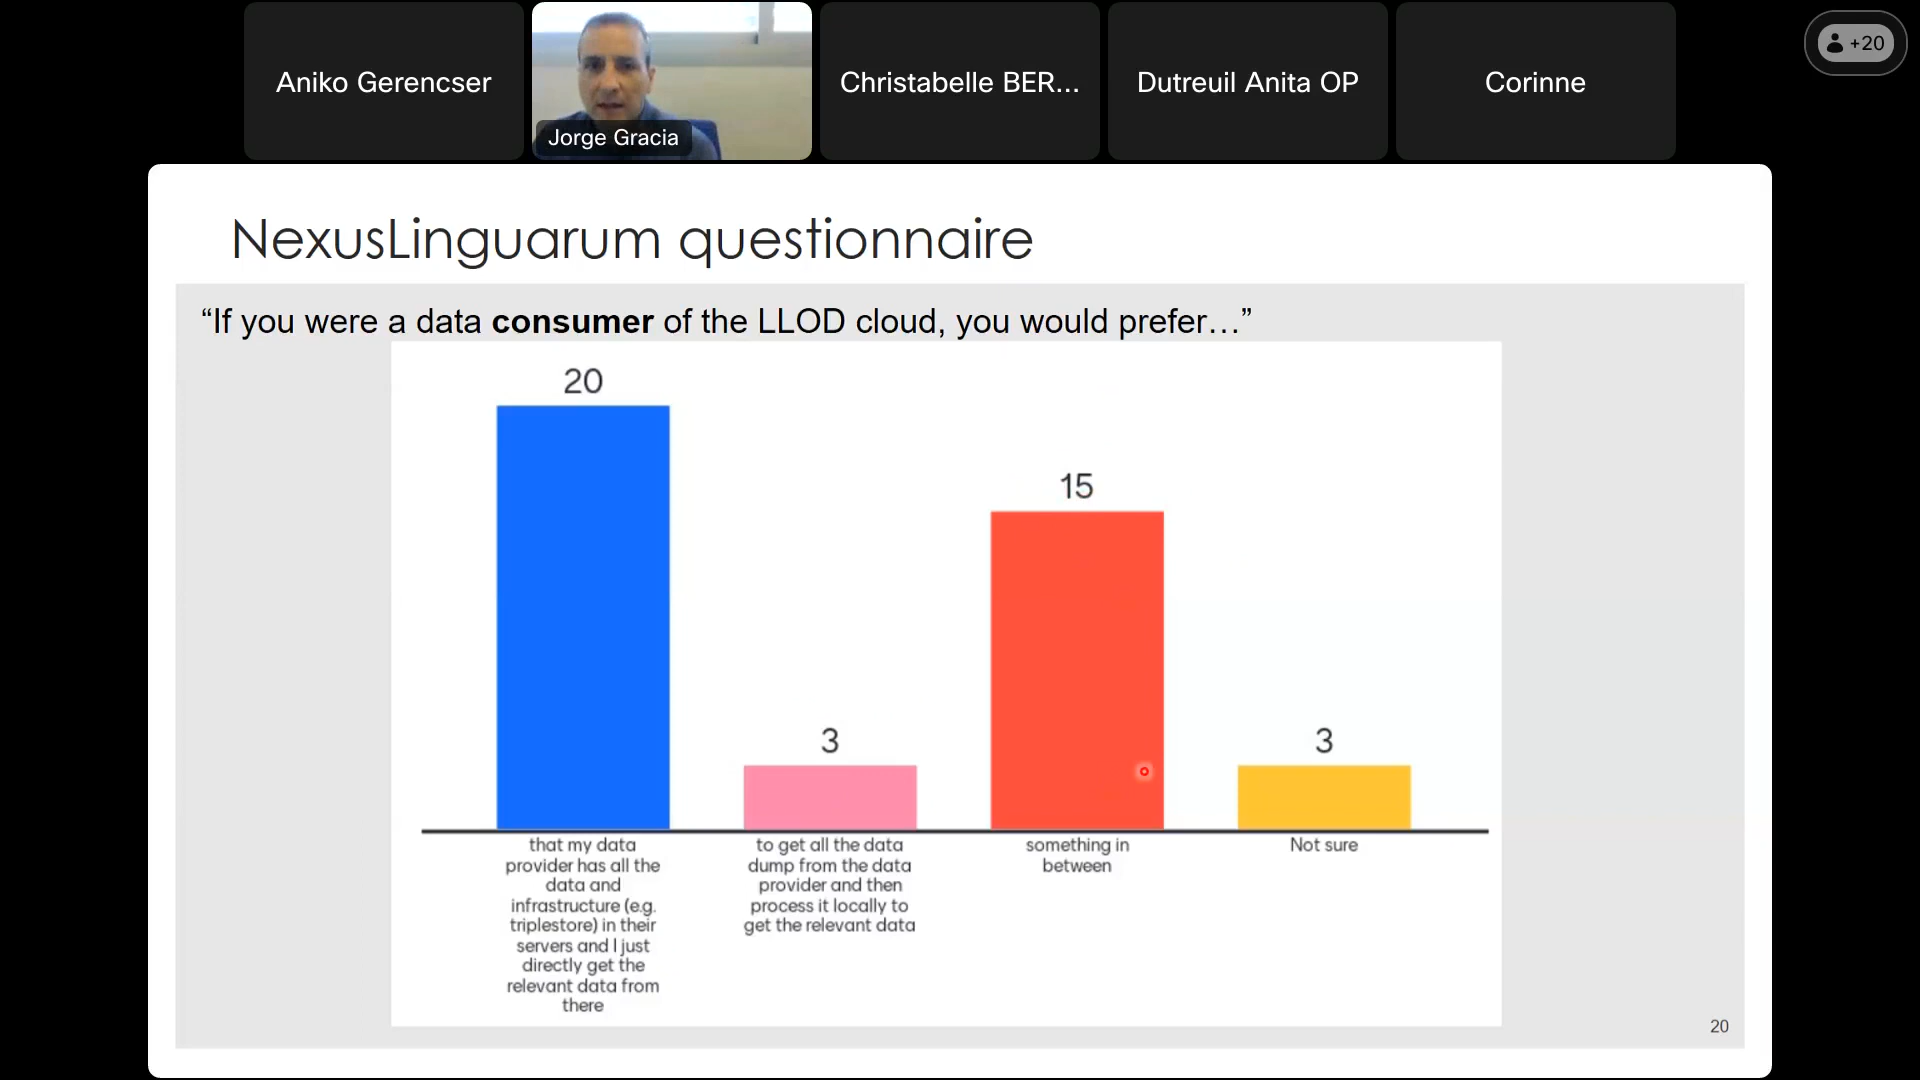 Aniko Gerencser
Jorge Gracia
Christabelle BER...
Dutreuil Anita OP
Corinne
+20
NexusLinguarum questionnaire
“If you were a data consumer of the LLOD cloud, you would prefer…”
20
3
15
3
that my data
provider has all the
data and
infrastructure (e.g.
triplestore) in their
servers and I just
directly get the
relevant data from
there
to get all the data
dump from the data
provider and then
process it locally to
get the relevant data
something in
between
Not sure
20